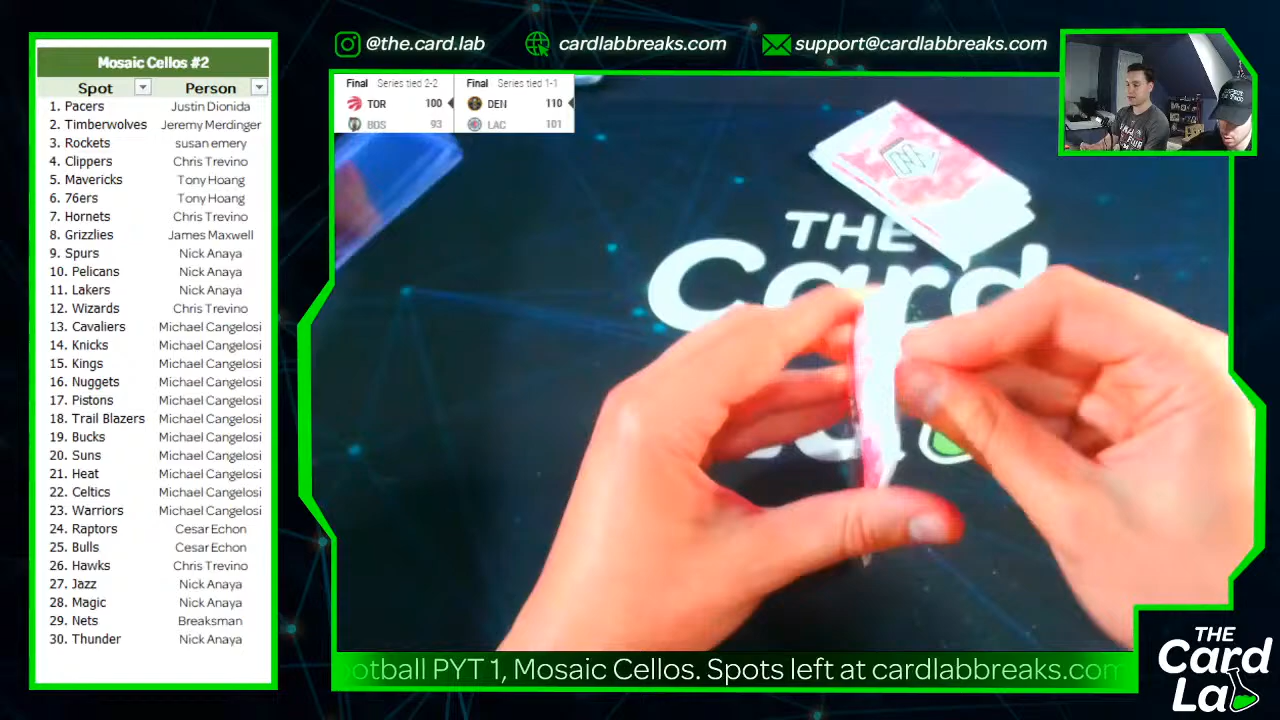 Mosaic Cellos #2
Spot Person
1. Pacers Justin Dionida
2. Timberwolves Jeremy Merdinger
3. Rockets susan emery
4. Clippers Chris Trevino
5. Mavericks Tony Hoang
6. 76ers Tony Hoang
7. Hornets Chris Trevino
8. Grizzlies James Maxwell
9. Spurs Nick Anaya
10. Pelicans Nick Anaya
11. Lakers Nick Anaya
12. Wizards Chris Trevino
13. Cavaliers Michael Cangelosi
14. Knicks Michael Cangelosi
15. Kings Michael Cangelosi
16. Nuggets Michael Cangelosi
17. Pistons Michael Cangelosi
18. Trail Blazers Michael Cangelosi
19. Bucks Michael Cangelosi
20. Suns Michael Cangelosi
21. Heat Michael Cangelosi
22. Celtics Michael Cangelosi
23. Warriors Michael Cangelosi
24. Raptors Cesar Echon
25. Bulls Cesar Echon
26. Hawks Chris Trevino
27. Jazz Nick Anaya
28. Magic Nick Anaya
29. Nets Breaksman
30. Thunder Nick Anaya
@the.card.lab cardlabbreaks.com support@cardlabbreaks.com
Final Series tied 2-2 Final Series tied 1-1
TOR 100 DEN 110
BOS 93 LAC 101
THE
Card
ootball PYT 1, Mosaic Cellos. Spots left at cardlabbreaks.com
THE
Card
Lab